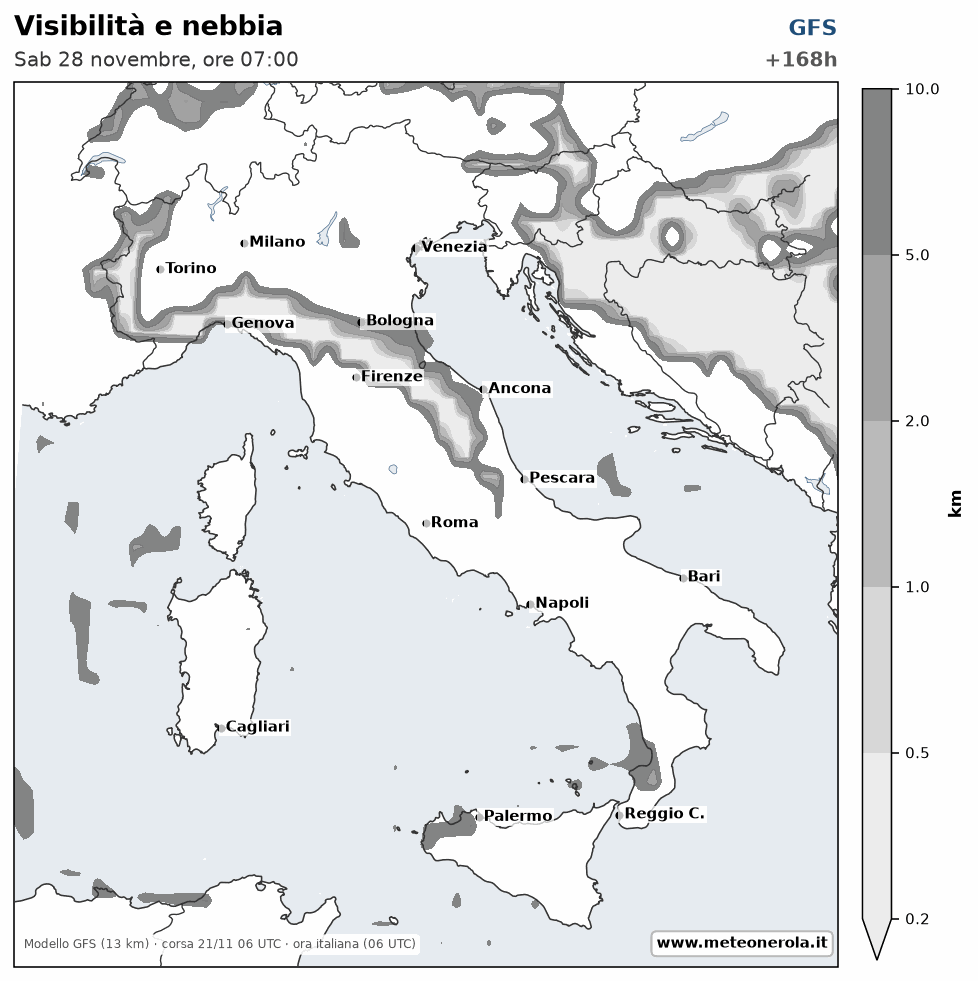 Visibilità e nebbia
GFS
Sab 28 novembre, ore 07:00
+168h
10.0
5.0
2.0
1.0
0.5
0.2
km
Milano
Venezia
Torino
Genova
Bologna
Firenze
Ancona
Pescara
Roma
Bari
Napoli
Cagliari
Palermo
Reggio C.
Modello GFS (13 km) · corsa 21/11 06 UTC · ora italiana (06 UTC)
www.meteonerola.it